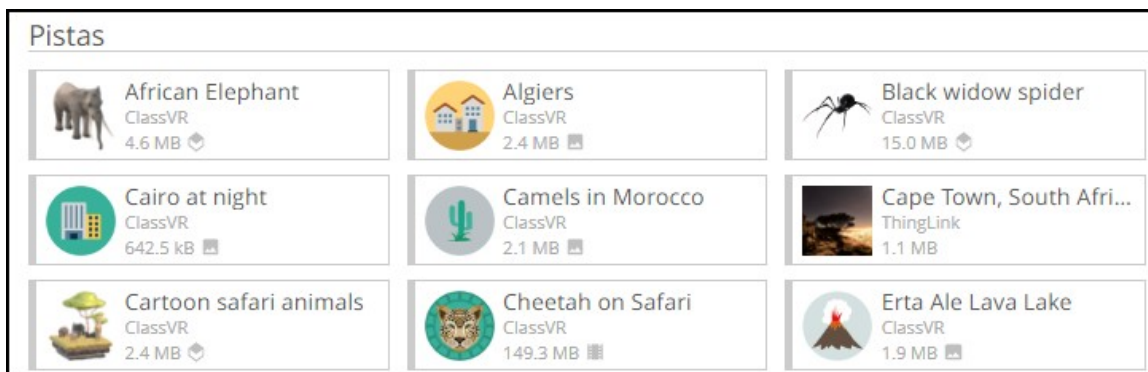 Pistas
African Elephant
ClassVR
4.6 MB
Algiers
ClassVR
2.4 MB
Black widow spider
ClassVR
15.0 MB
Cairo at night
ClassVR
642.5 kB
Camels in Morocco
ClassVR
2.1 MB
Cape Town, South Afri...
ThingLink
1.1 MB
Cartoon safari animals
ClassVR
2.4 MB
Cheetah on Safari
ClassVR
149.3 MB
Erta Ale Lava Lake
ClassVR
1.9 MB